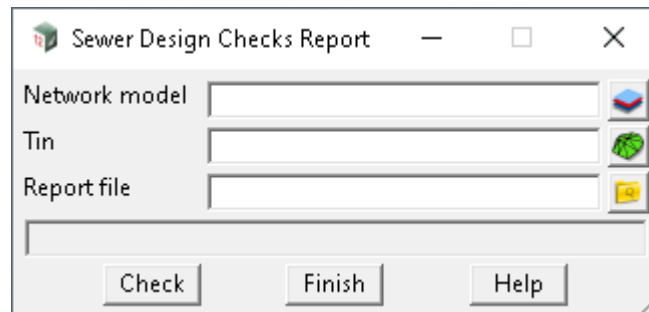 Sewer Design Checks Report
Network model
Tin
Report file
Check Finish Help